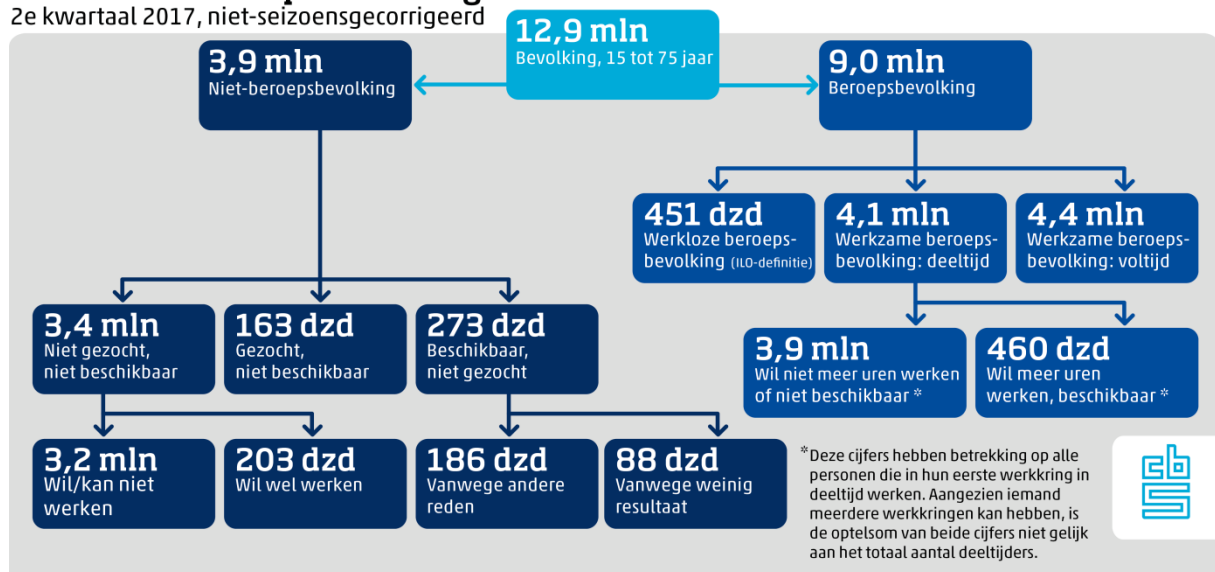 2e kwartaal 2017, niet-seizoensgecorrigeerd
12,9 mln
Bevolking, 15 tot 75 jaar
3,9 mln
Niet-beroepsbevolking
9,0 mln
Beroepsbevolking
451 dzd
Werkloze beroeps-
bevolking (ILO-definitie)
4,1 mln
Werkzame beroeps-
bevolking: deeltijd
4,4 mln
Werkzame beroeps-
bevolking: voltijd
3,4 mln
Niet gezocht,
niet beschikbaar
163 dzd
Gezocht,
niet beschikbaar
273 dzd
Beschikbaar,
niet gezocht
3,9 mln
Wil niet meer uren werken
of niet beschikbaar *
460 dzd
Wil meer uren
werken, beschikbaar *
3,2 mln
Wil/kan niet
werken
203 dzd
Wil wel werken
186 dzd
Vanwege andere
reden
88 dzd
Vanwege weinig
resultaat
* Deze cijfers hebben betrekking op alle
personen die in hun eerste werkkring in
deeltijd werken. Aangezien iemand
meerdere werkkringen kan hebben, is
de optelsom van beide cijfers niet gelijk
aan het totaal aantal deeltijders.
cbs